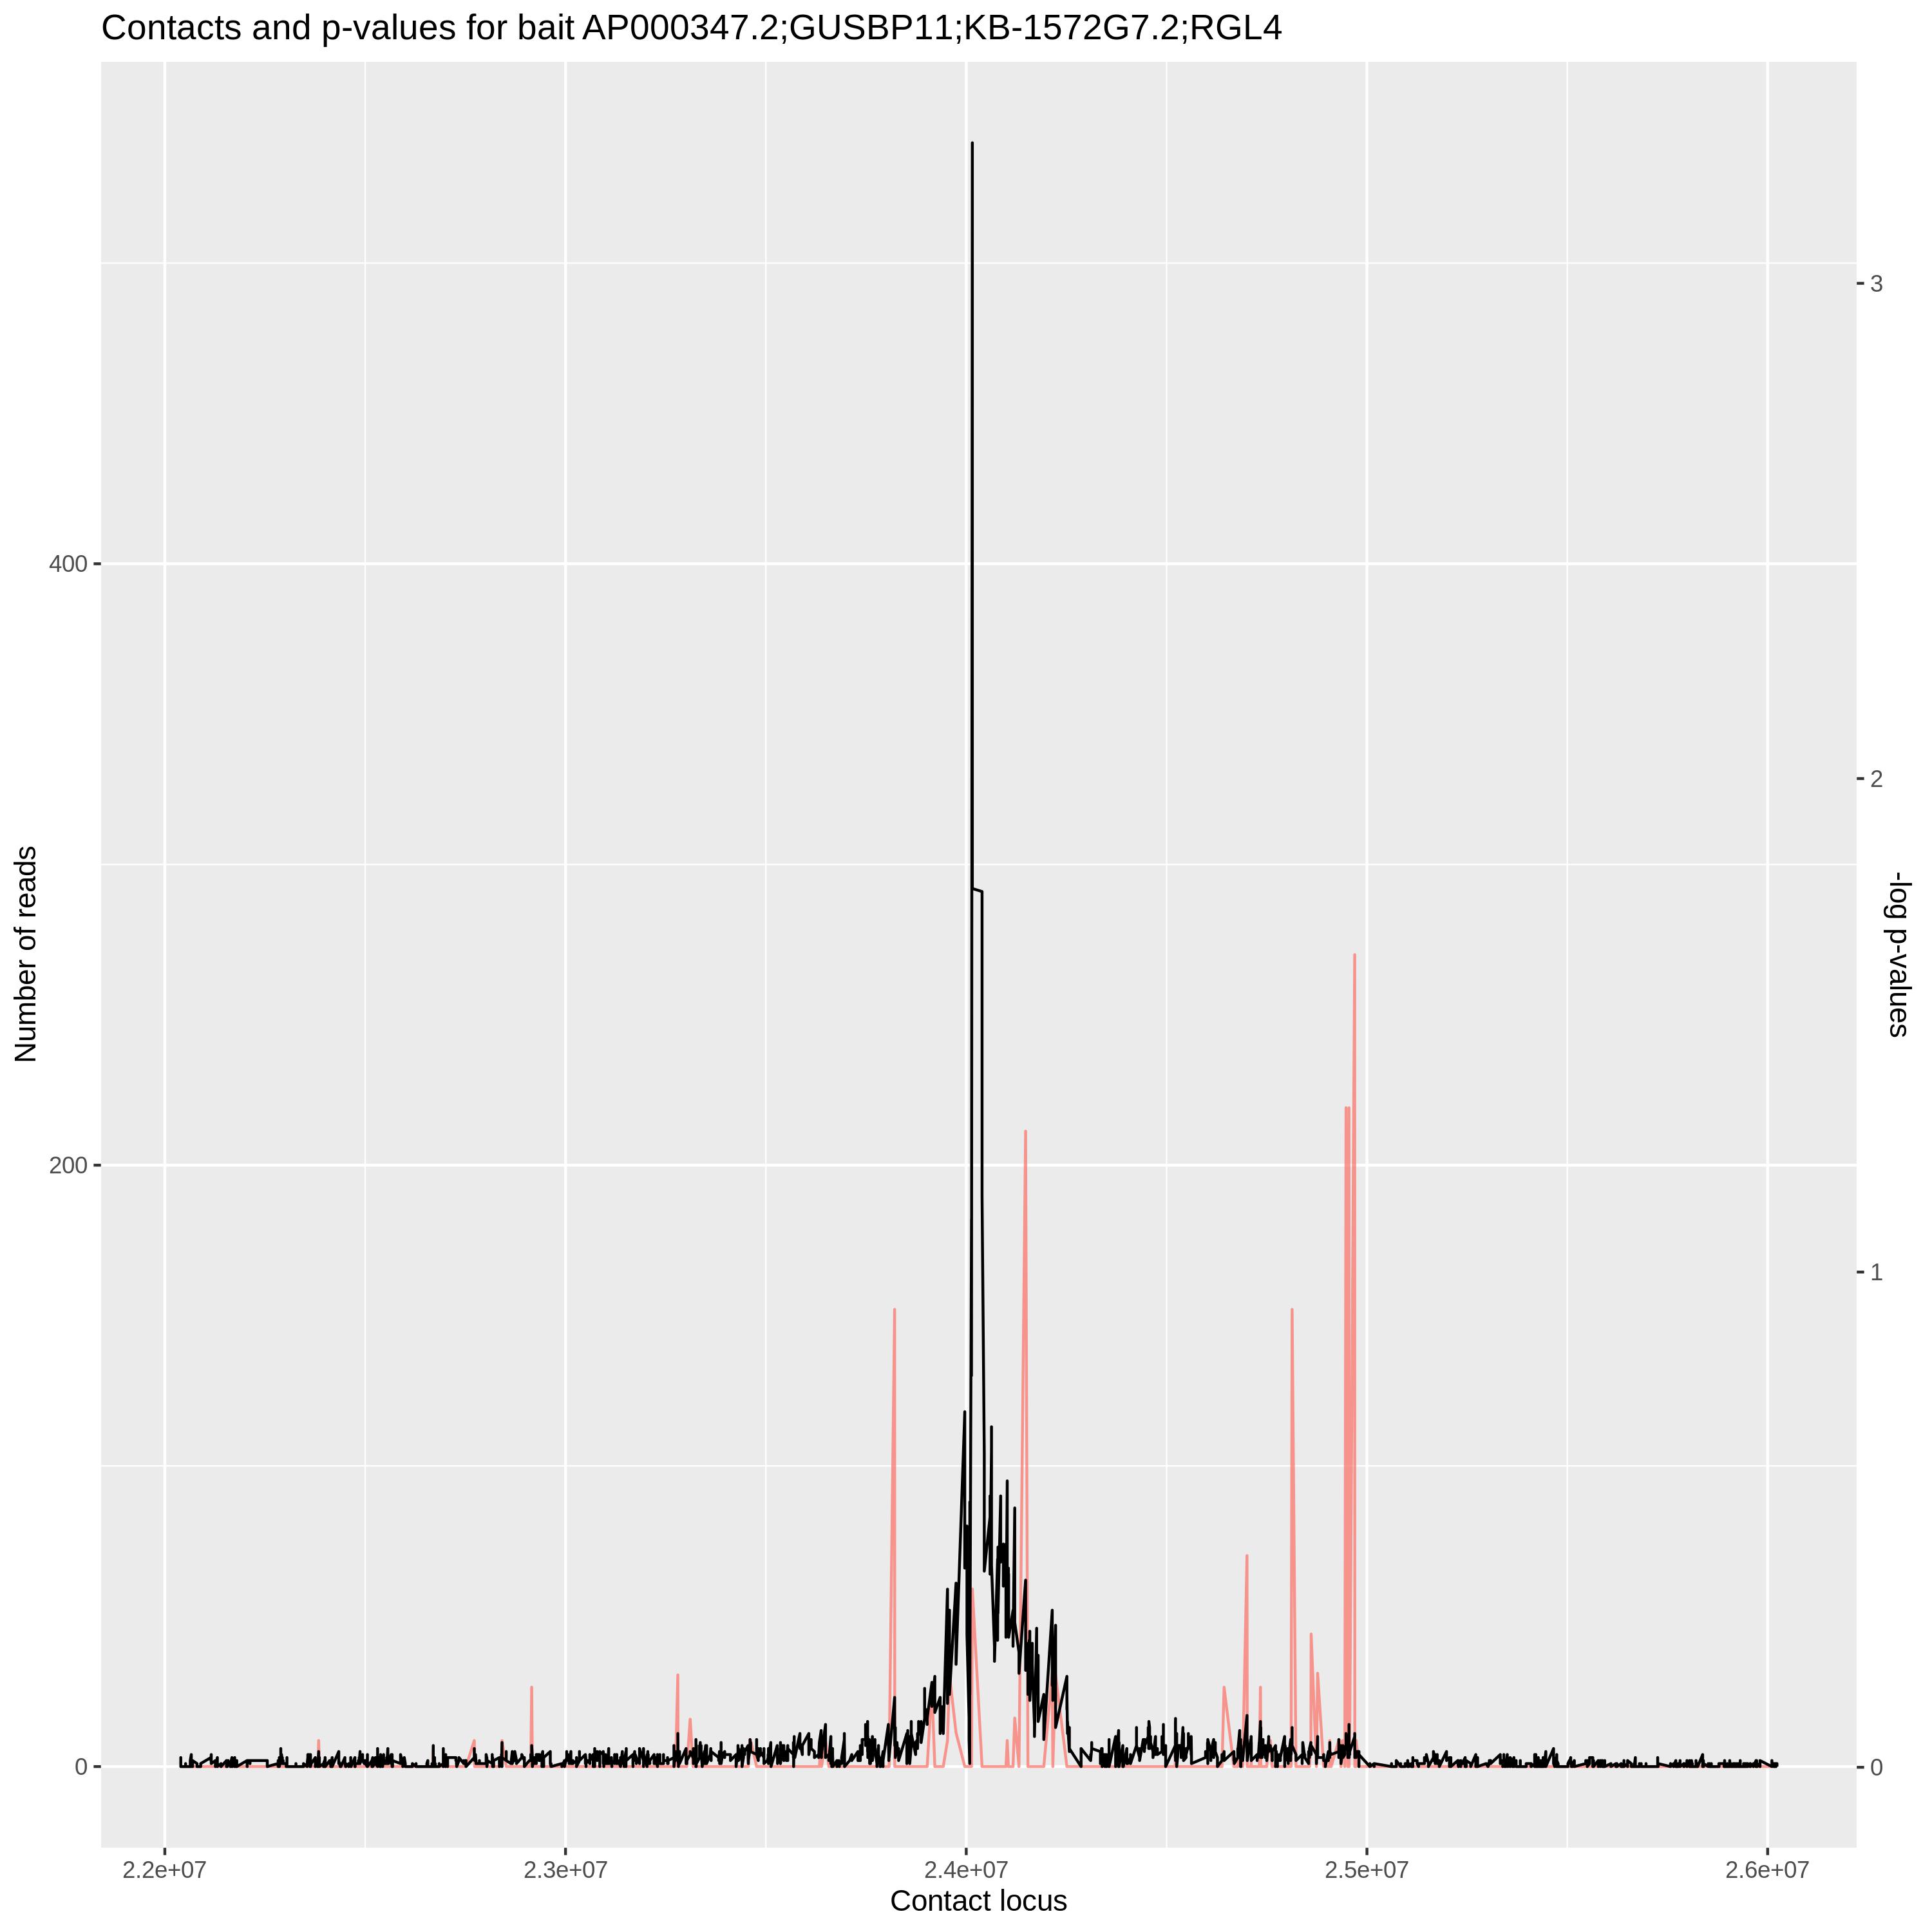 Contacts and p-values for bait AP000347.2;GUSBP11;KB-1572G7.2;RGL4
400
200
0
Number of reads
3
2
1
0
-log p-values
2.2e+07
2.3e+07
2.4e+07
2.5e+07
2.6e+07
Contact locus